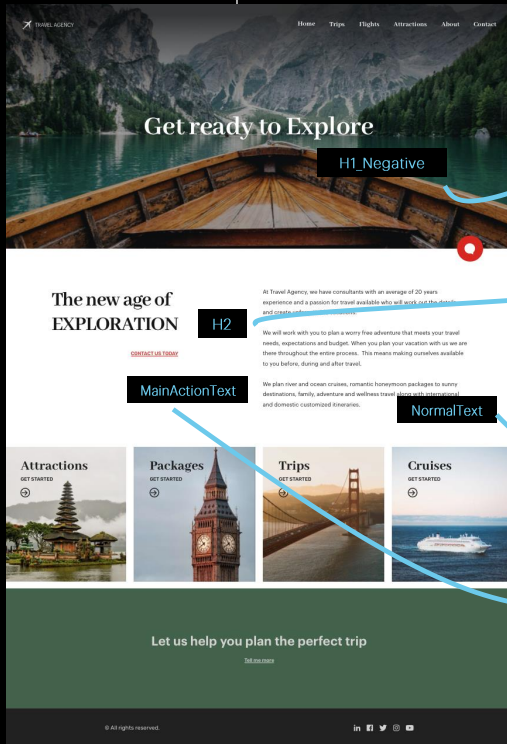 TRAVEL AGENCY
Home Trips Flights Attractions About Contact
Get ready to Explore
H1_Negative
The new age of
EXPLORATION
H2
CONTACT US TODAY
MainActionText
At Travel Agency, we have consultants with an average of 20 years
experience and a passion for travel available who will work out the details
and create
We will work with you to plan a worry free adventure that meets your travel
needs, expectations and budget. When you plan your vacation with us we are
there throughout the entire process. This means making ourselves available
to you before, during and after travel.
We plan river and ocean cruises, romantic honeymoon packages to sunny
destinations, family, adventure and wellness travel along with international
and domestic customized itineraries.
NormalText
Attractions
GET STARTED
Packages
GET STARTED
Trips
GET STARTED
Cruises
GET STARTED
Let us help you plan the perfect trip
Tell me more
© All rights reserved.
in